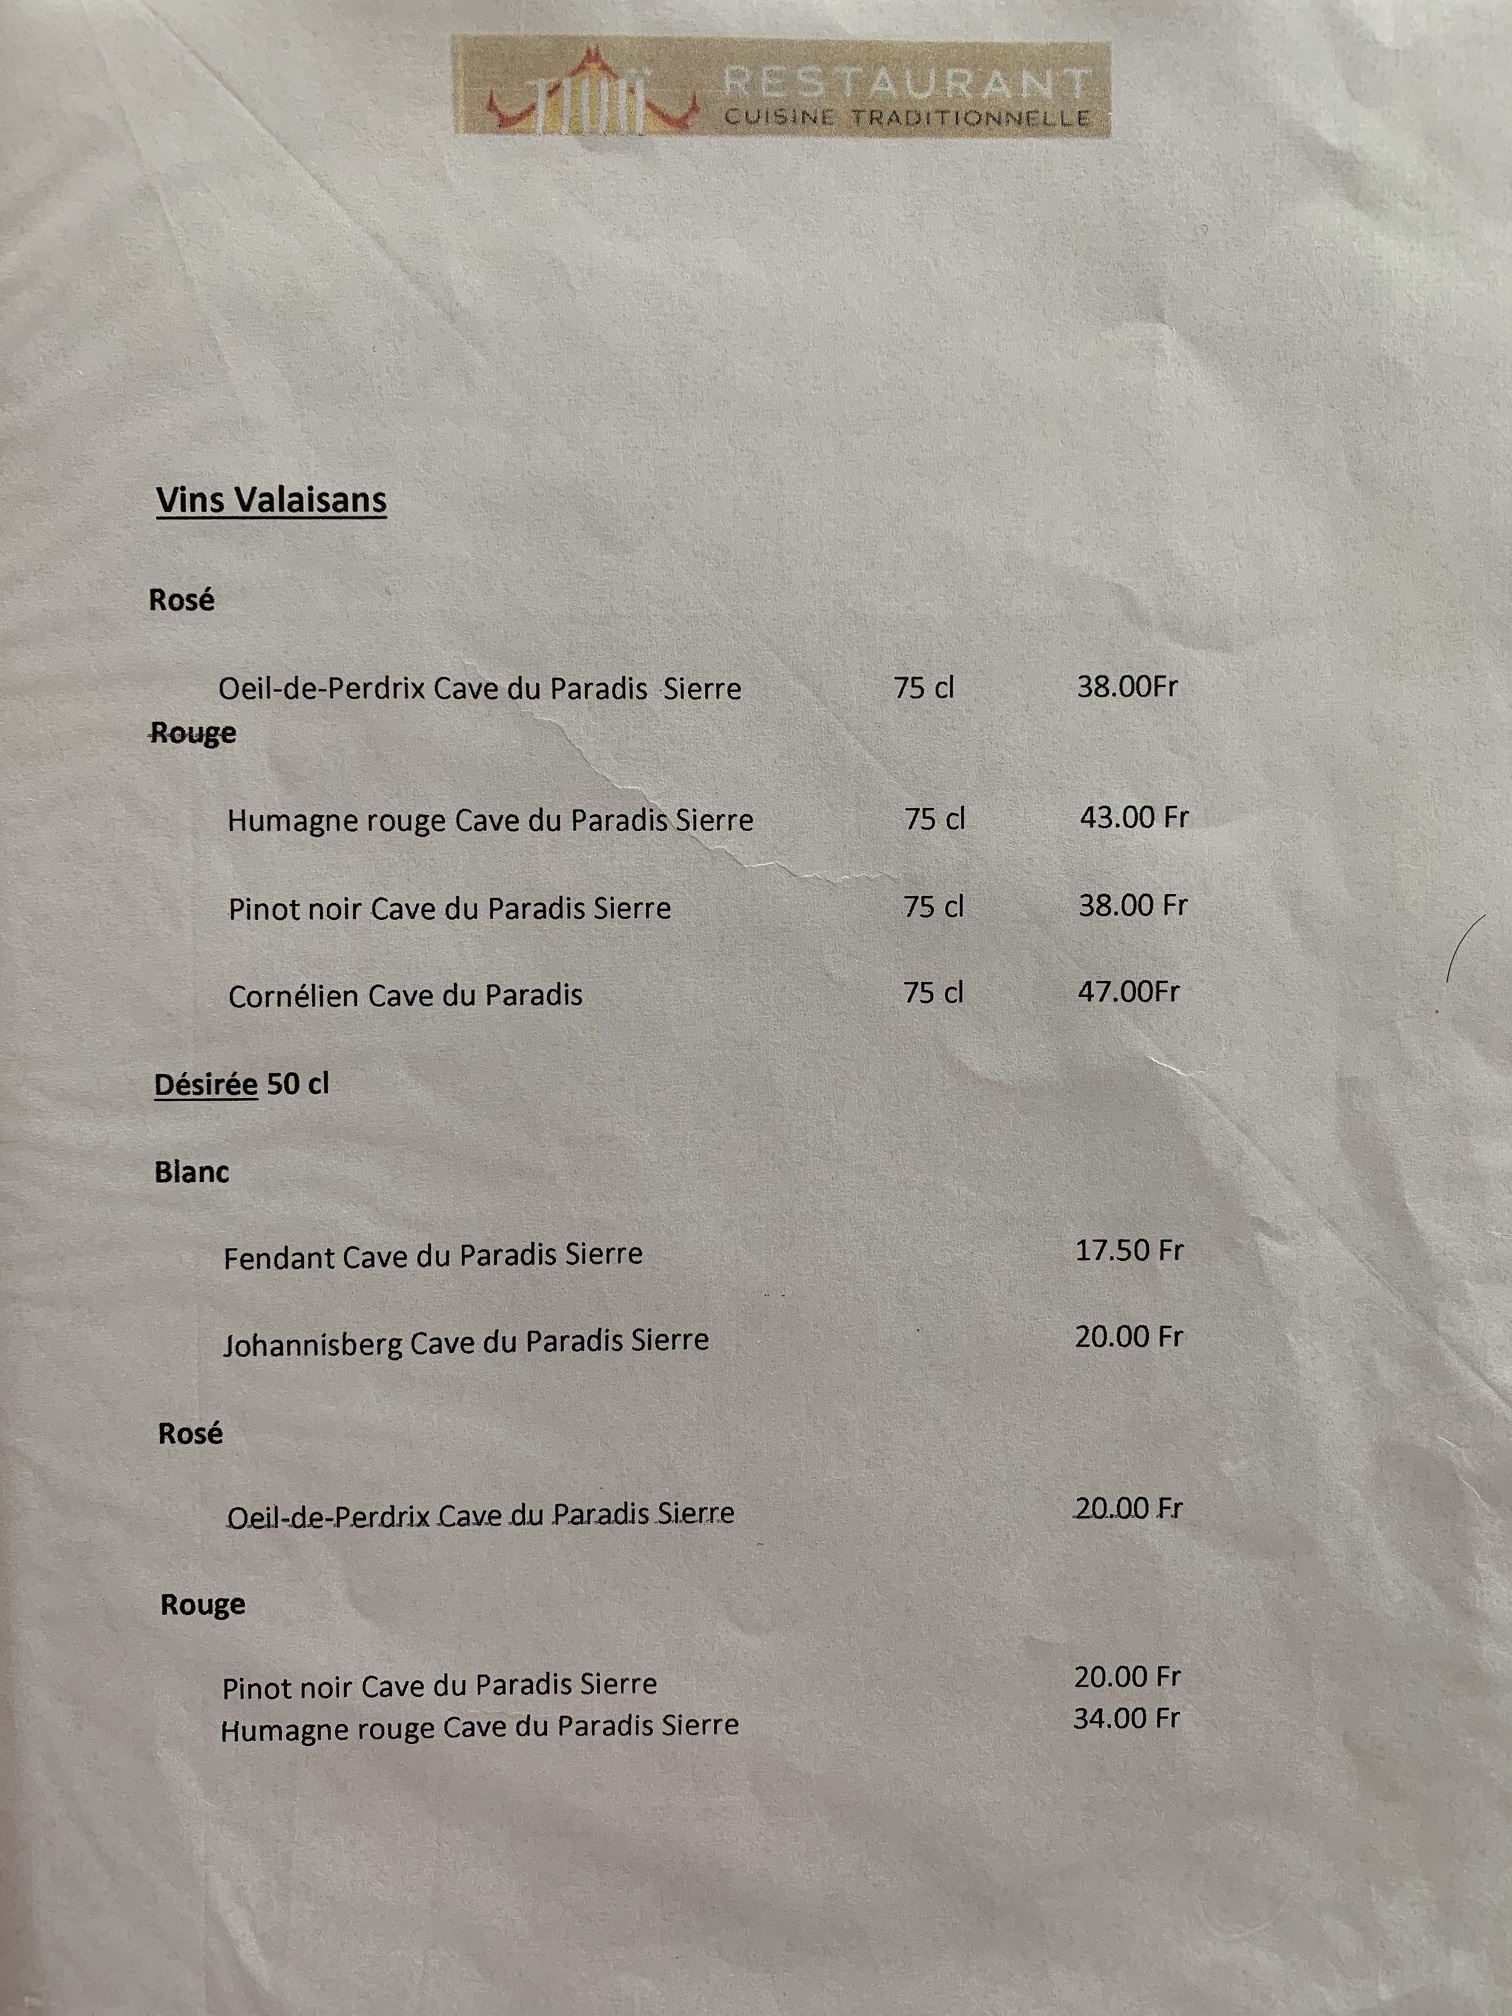 THAÏ RESTAURANT
CUISINE TRADITIONNELLE
Vins Valaisans
Rosé
Oeil-de-Perdrix Cave du Paradis Sierre 75 cl 38.00Fr
Rouge
Humagne rouge Cave du Paradis Sierre 75 cl 43.00 Fr
Pinot noir Cave du Paradis Sierre 75 cl 38.00 Fr
Cornélien Cave du Paradis 75 cl 47.00Fr
Désirée 50 cl
Blanc
Fendant Cave du Paradis Sierre 17.50 Fr
Johannisberg Cave du Paradis Sierre 20.00 Fr
Rosé
Oeil-de-Perdrix Cave du Paradis Sierre 20.00 Fr
Rouge
Pinot noir Cave du Paradis Sierre 20.00 Fr
Humagne rouge Cave du Paradis Sierre 34.00 Fr